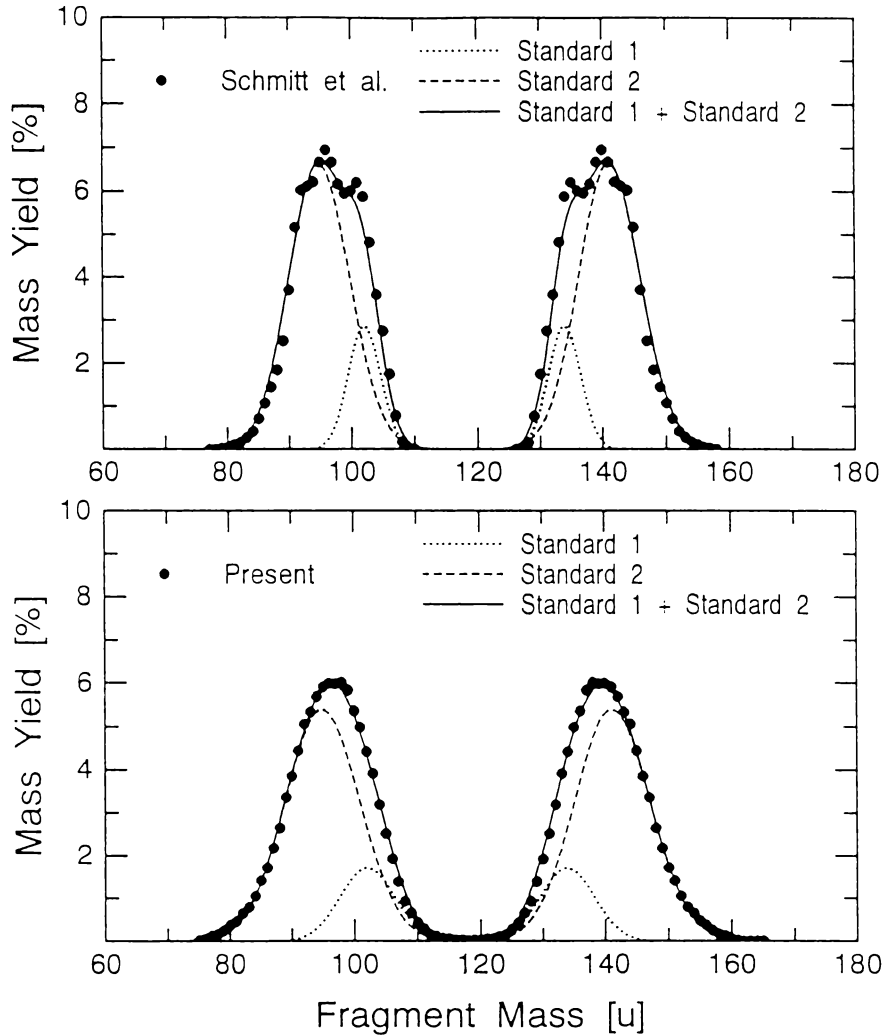 10
8
6
4
2
Mass Yield [%]
Schmitt et al.
Standard 1
Standard 2
Standard 1 + Standard 2
60 80 100 120 140 160 180
10
8
6
4
2
Mass Yield [%]
Present
Standard 1
Standard 2
Standard 1 + Standard 2
60 80 100 120 140 160 180
Fragment Mass [u]